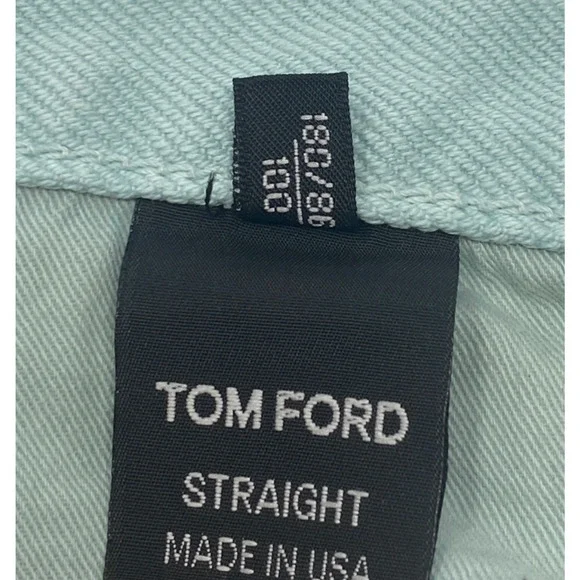 180/86
100
TOM FORD
STRAIGHT
MADE IN USA